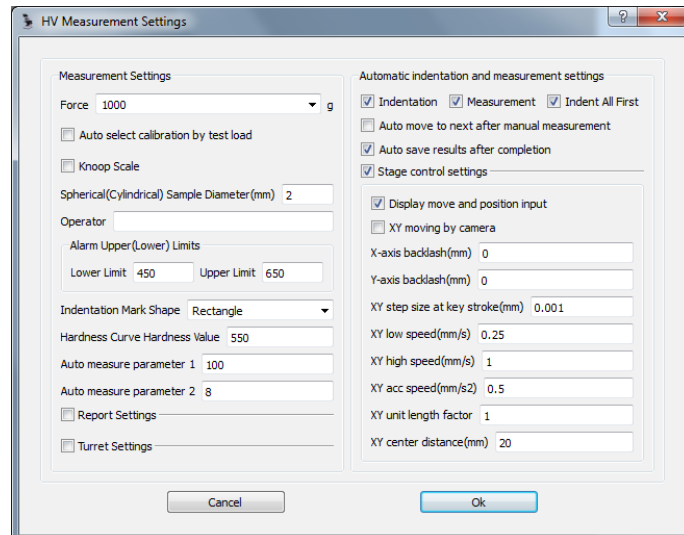 HV Measurement Settings
Measurement Settings
Force 1000 g
Auto select calibration by test load
Knoop Scale
Spherical(Cylindrical) Sample Diameter(mm) 2
Operator
Alarm Upper(Lower) Limits
Lower Limit 450 Upper Limit 650
Indentation Mark Shape Rectangle
Hardness Curve Hardness Value 550
Auto measure parameter 1 100
Auto measure parameter 2 8
Report Settings
Turret Settings
Automatic indentation and measurement settings
Indentation Measurement Indent All First
Auto move to next after manual measurement
Auto save results after completion
Stage control settings
Display move and position input
XY moving by camera
X-axis backlash(mm) 0
Y-axis backlash(mm) 0
XY step size at key stroke(mm) 0.001
XY low speed(mm/s) 0.25
XY high speed(mm/s) 1
XY acc speed(mm/s2) 0.5
XY unit length factor 1
XY center distance(mm) 20
Cancel Ok